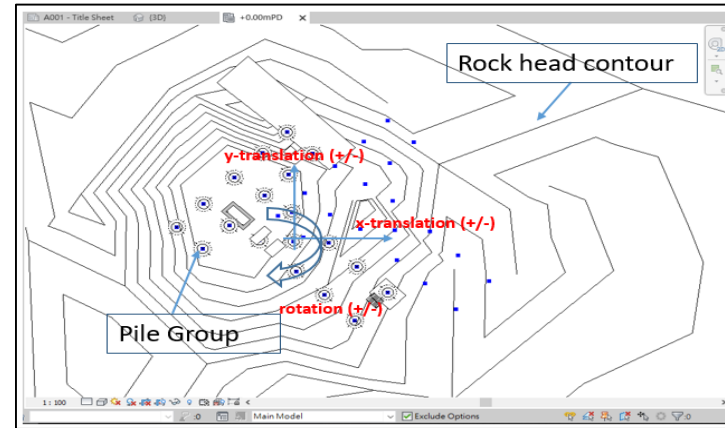 A001 - Title Sheet
(3D)
+0.00mPD
Rock head contour
y-translation (+/-)
x-translation (+/-)
rotation (+/-)
Pile Group
1 : 100
:0
Main Model
Exclude Options
:0